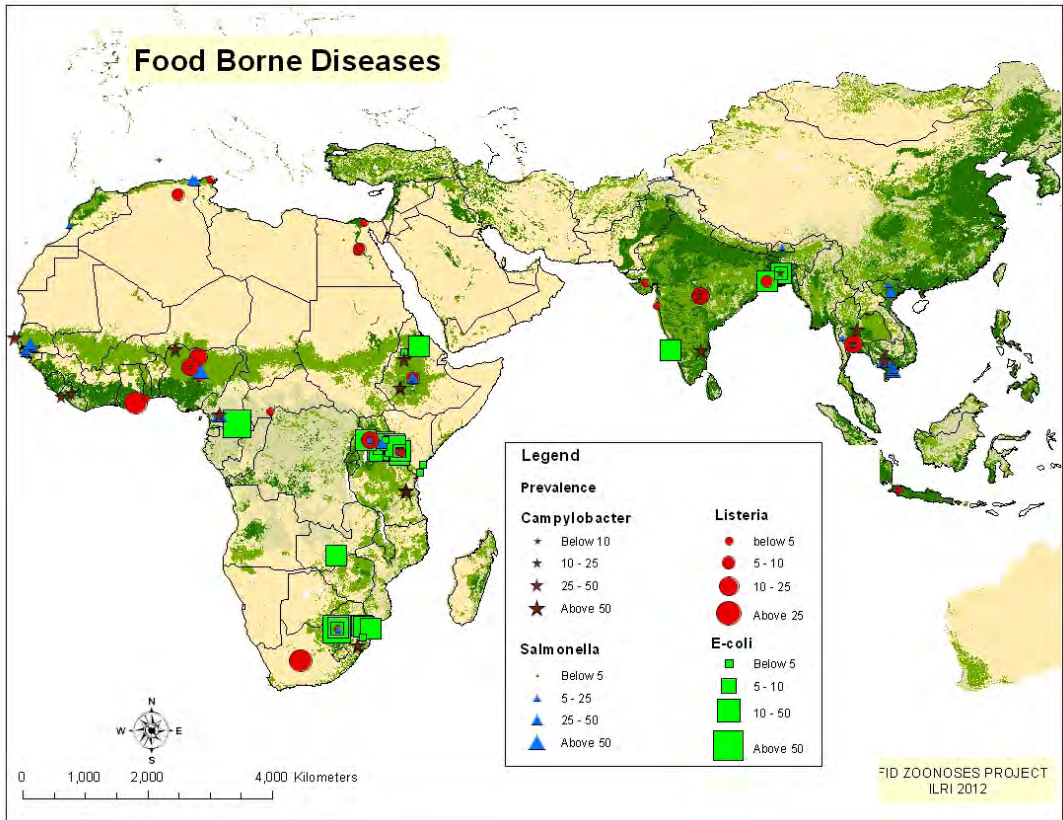 Food Borne Diseases
Legend
Prevalence
Campylobacter
Below 10
10 - 25
25 - 50
Above 50
Salmonella
Below 5
5 - 25
25 - 50
Above 50
Listeria
below 5
5 - 10
10 - 25
Above 25
E-coli
Below 5
5 - 10
10 - 50
Above 50
N
W E
S
0 1,000 2,000 4,000 Kilometers
FID ZOONOSES PROJECT
ILRI 2012